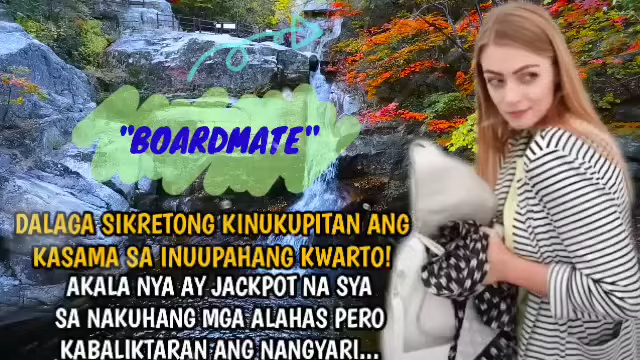 "BOARDMATE"
DALAGA SIKRETONG KINUKUPITAN ANG
KASAMA SA INUUPAHANG KWARTO!
AKALA NYA AY JACKPOT NA SYA
SA NAKUHANG MGA ALAHAS PERO
KABALIKTARAN ANG NANGYARI...